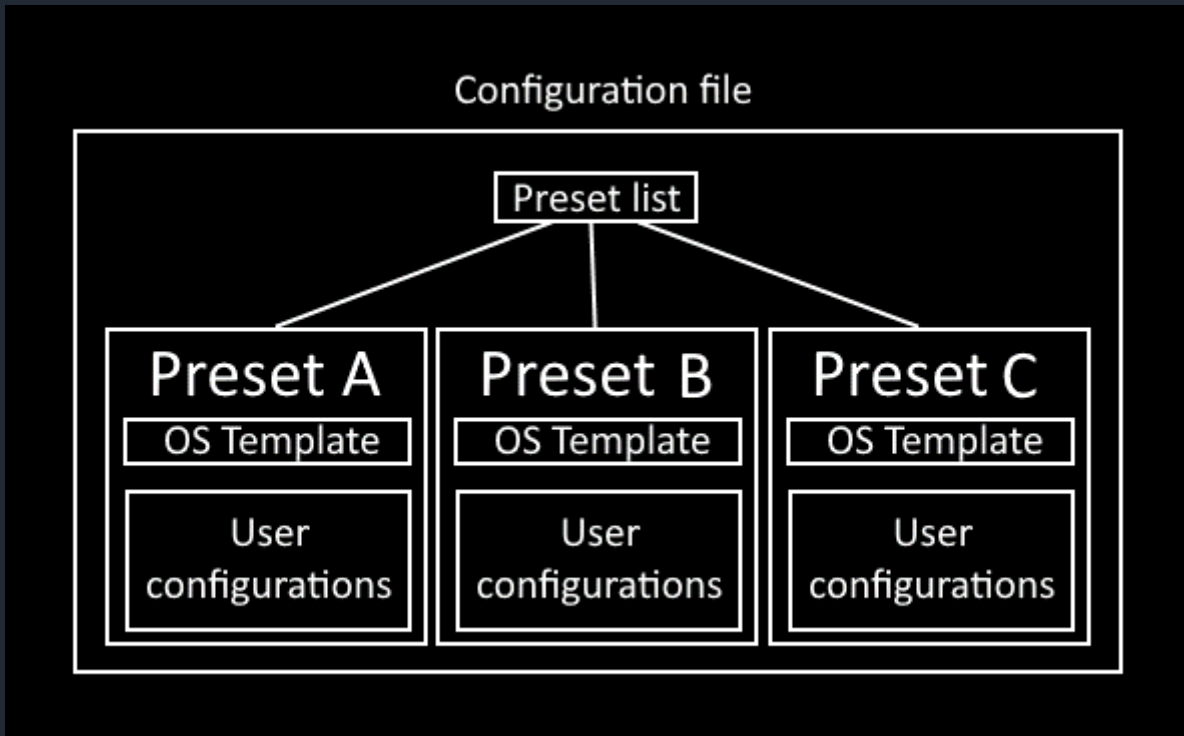 Configuration file
Preset list
Preset A
OS Template
User
configurations
Preset B
OS Template
User
configurations
Preset C
OS Template
User
configurations